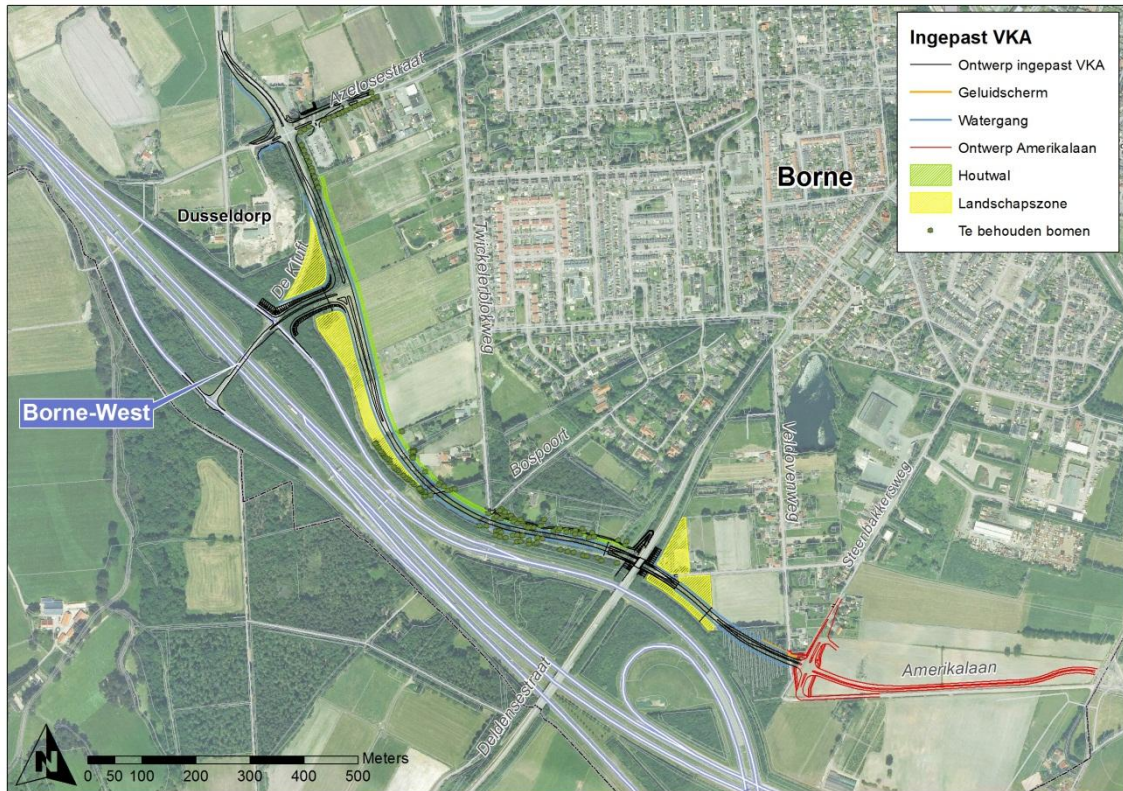 Ingepast VKA
Ontwerp ingepast VKA
Geluidscherm
Watergang
Ontwerp Amerikalaan
Houtwal
Landschapszone
Te behouden bomen
Azelosestraat
Borne
Dusseldorp
De Kluft
Twickelerblokweg
Borne-West
Bospoort
Veldovenweg
Steenbakkersweg
Amerikalaan
Deldensestraat
N
Meters
0 50 100 200 300 400 500